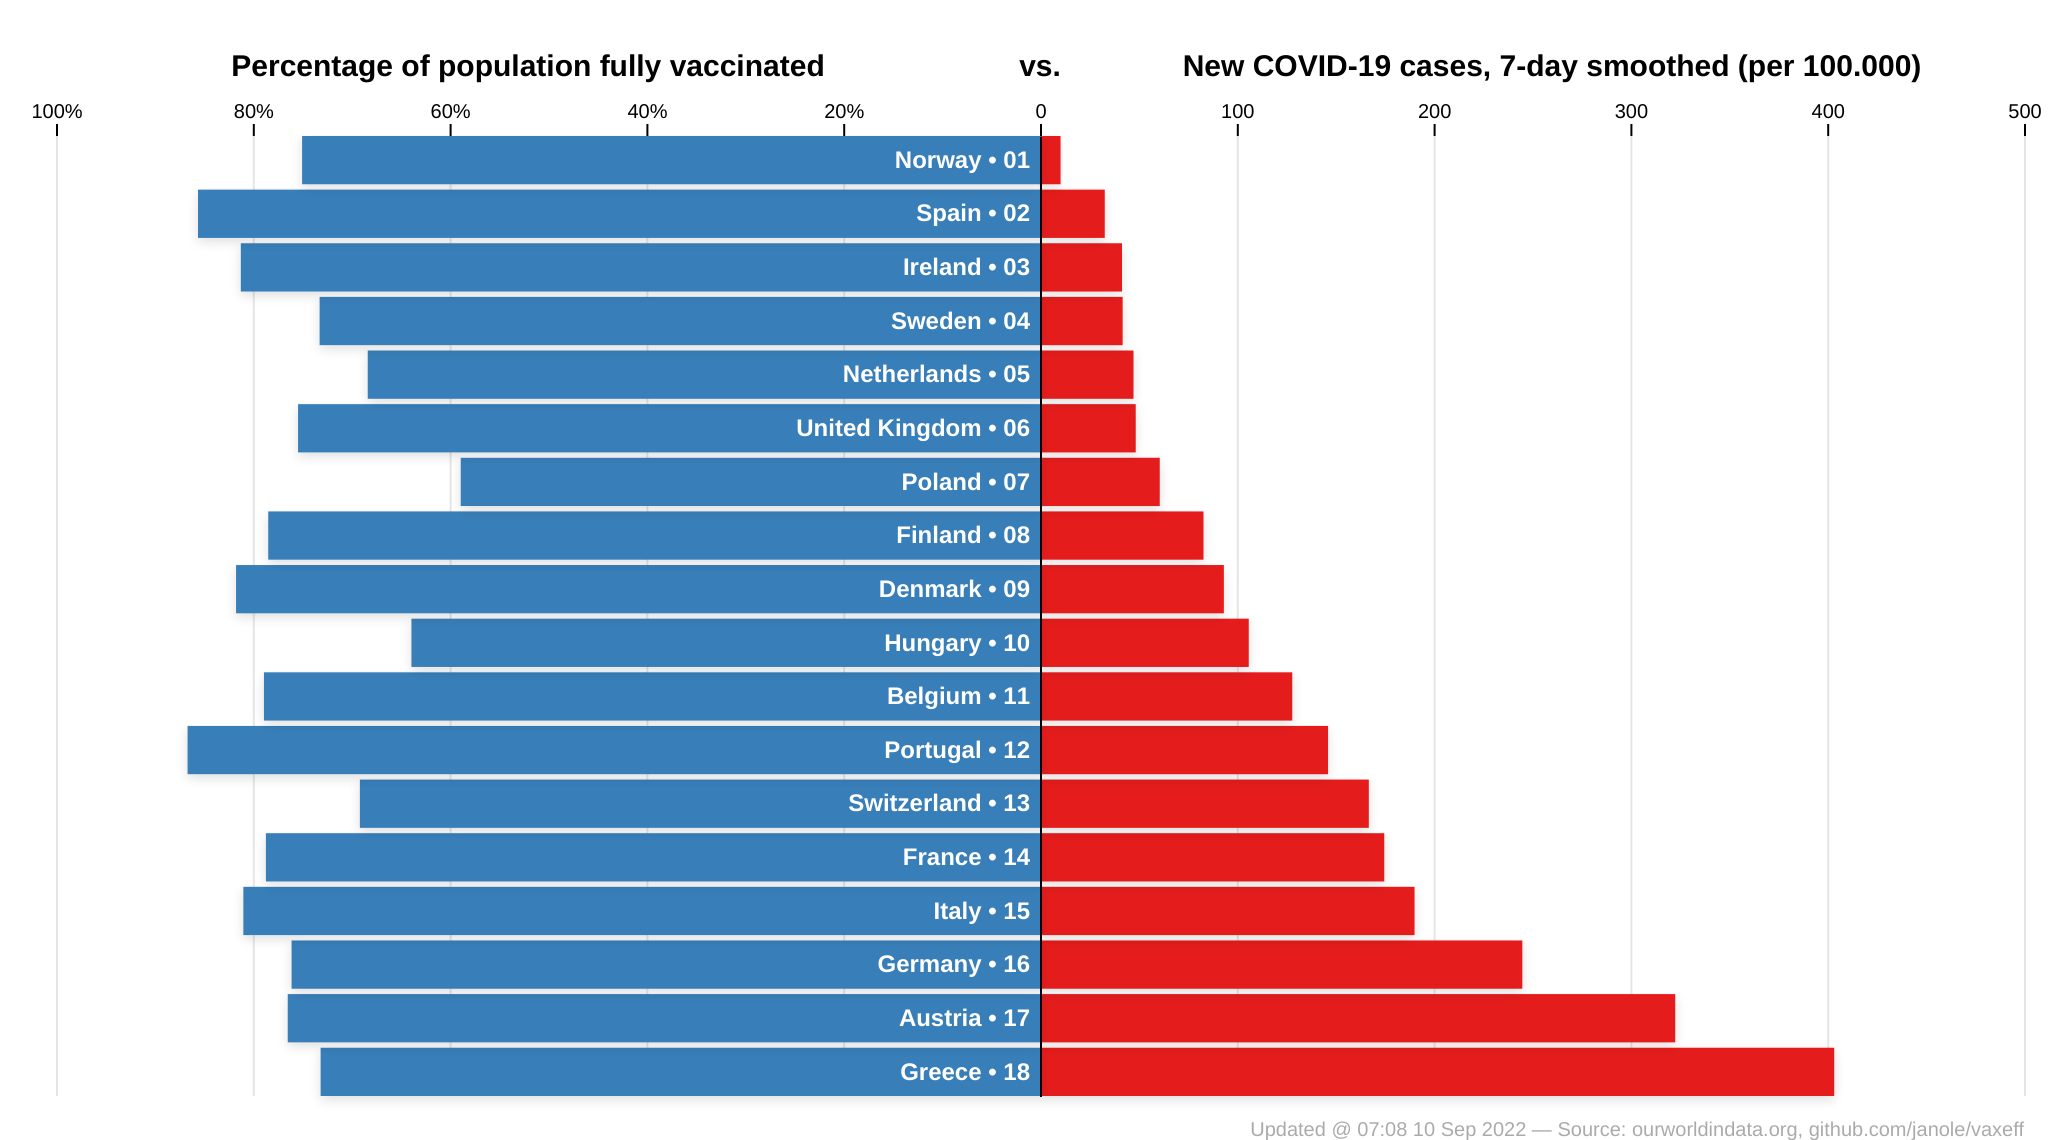 Percentage of population fully vaccinated vs. New COVID-19 cases, 7-day smoothed (per 100.000)
100% 80% 60% 40% 20% 0 100 200 300 400 500
Norway • 01
Spain • 02
Ireland • 03
Sweden • 04
Netherlands • 05
United Kingdom • 06
Poland • 07
Finland • 08
Denmark • 09
Hungary • 10
Belgium • 11
Portugal • 12
Switzerland • 13
France • 14
Italy • 15
Germany • 16
Austria • 17
Greece • 18
Updated @ 07:08 10 Sep 2022 — Source: ourworldindata.org, github.com/janole/vaxeff